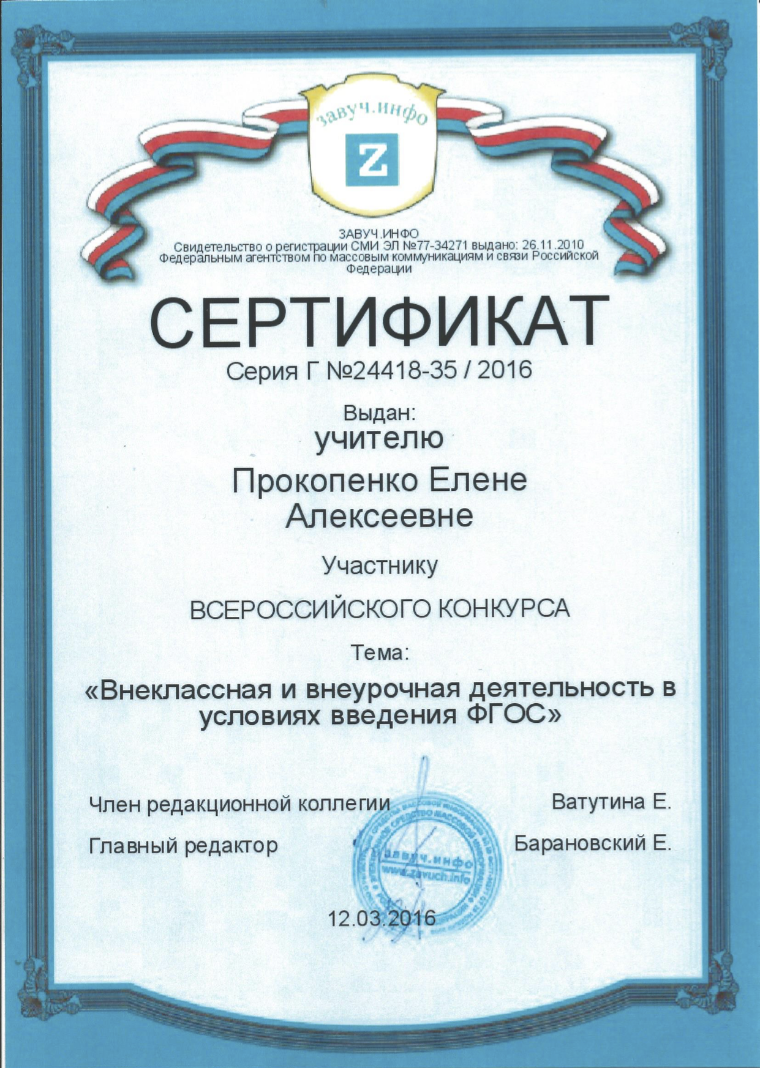 завуч.инфо
Z
ЗАВУЧ.ИНФО
Свидетельство о регистрации СМИ ЭЛ №77-34271 выдано: 26.11.2010
Федеральным агентством по массовым коммуникациям и связи Российской
Федерации
СЕРТИФИКАТ
Серия Г №24418-35 / 2016
Выдан:
учителю
Прокопенко Елене
Алексеевне
Участнику
ВСЕРОССИЙСКОГО КОНКУРСА
Тема:
«Внеклассная и внеурочная деятельность в
условиях введения ФГОС»
Член редакционной коллегии
Ватутина Е.
Главный редактор
Барановский Е.
завуч.инфо
www.zavuch.info
12.03.2016